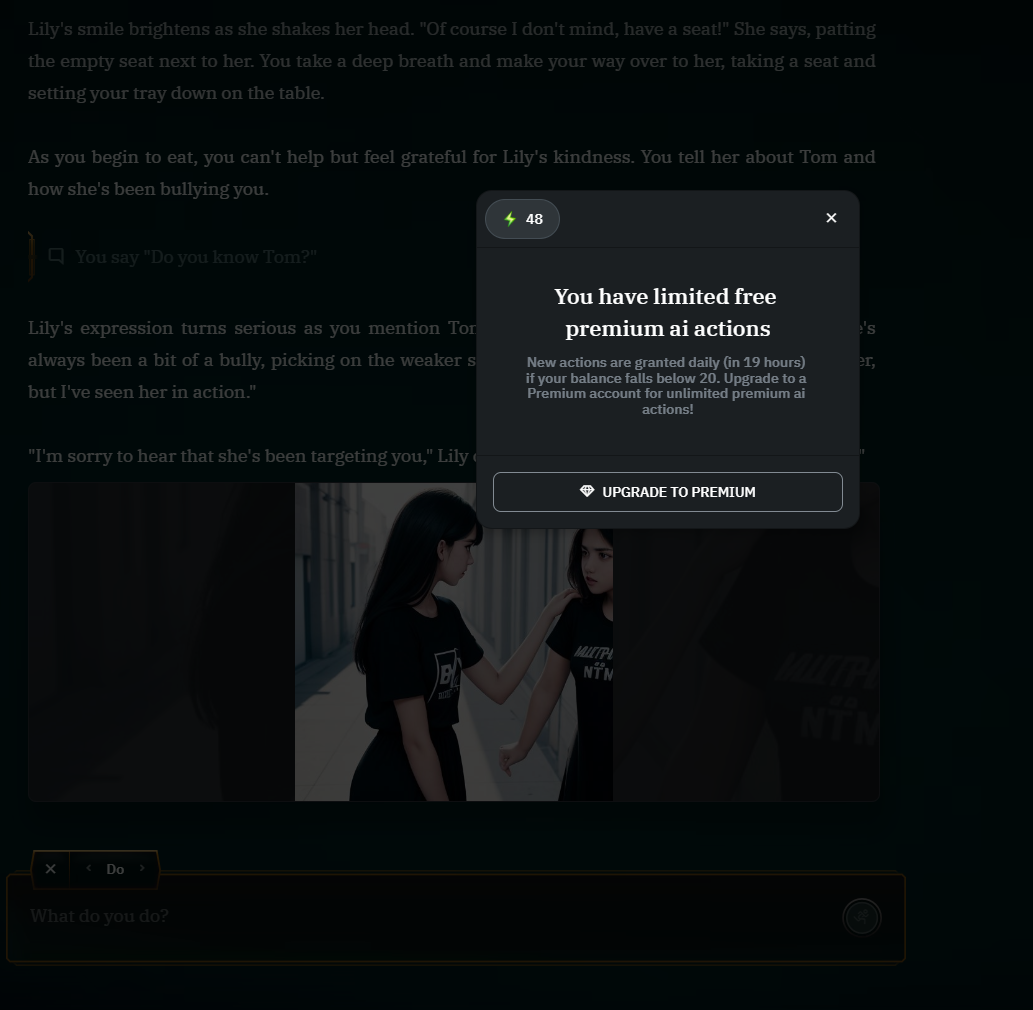 Lily's smile brightens as she shakes her head. "Of course I don't mind, have a seat!" She says, patting
the empty seat next to her. You take a deep breath and make your way over to her, taking a seat and
setting your tray down on the table.
As you begin to eat, you can't help but feel grateful for Lily's kindness. You tell her about Tom and
how she's been bullying you.
You say "Do you know Tom?"
48
You have limited free
premium ai actions
New actions are granted daily (in 19 hours)
if your balance falls below 20. Upgrade to a
Premium account for unlimited premium ai
actions!
UPGRADE TO PREMIUM
Lily's expression turns serious as you mention
always been a bit of a bully, picking on the weaker
but I've seen her in action."
"I'm sorry to hear that she's been targeting you," Lily
NTM
Do
What do you do?